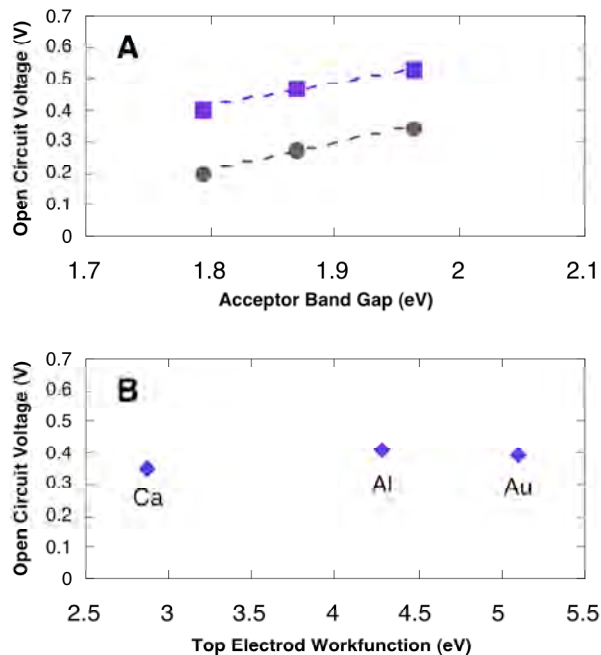 0.7
A
0.6
0.5
0.4
0.3
0.2
0.1
0
Open Circuit Voltage (V)
1.7 1.8 1.9 2 2.1
Acceptor Band Gap (eV)
0.7
B
0.6
0.5
0.4
0.3
0.2
0.1
0
Open Circuit Voltage (V)
Ca Al Au
2.5 3 3.5 4 4.5 5 5.5
Top Electrod Workfunction (eV)